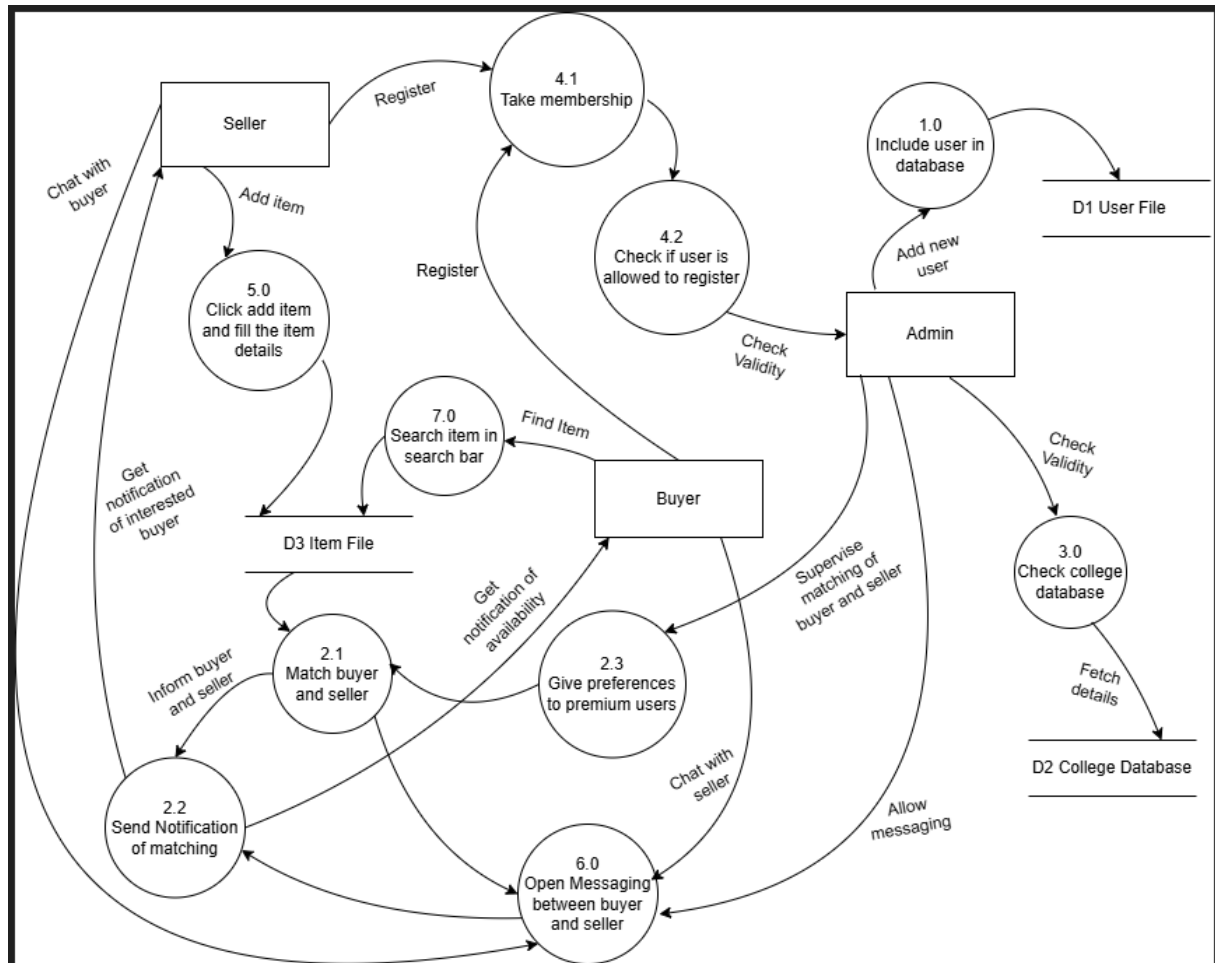 4.1
Take membership
Register
Seller
1.0
Include user in
database
Chat with
buyer
Add item
D1 User File
4.2
Check if user is
allowed to register
Register
Add new
user
5.0
Click add item
and fill the item
details
Admin
Check
Validity
7.0
Search item in
search bar
Find Item
Check
Validity
Get
notification
of interested
buyer
Buyer
D3 Item File
3.0
Check college
database
Supervise
matching of
buyer and seller
Get
notification of
availability
2.1
Match buyer
and seller
2.3
Give preferences
to premium users
Inform buyer
and seller
Fetch
details
D2 College Database
Chat with
seller
2.2
Send Notification
of matching
Allow
messaging
6.0
Open Messaging
between buyer
and seller